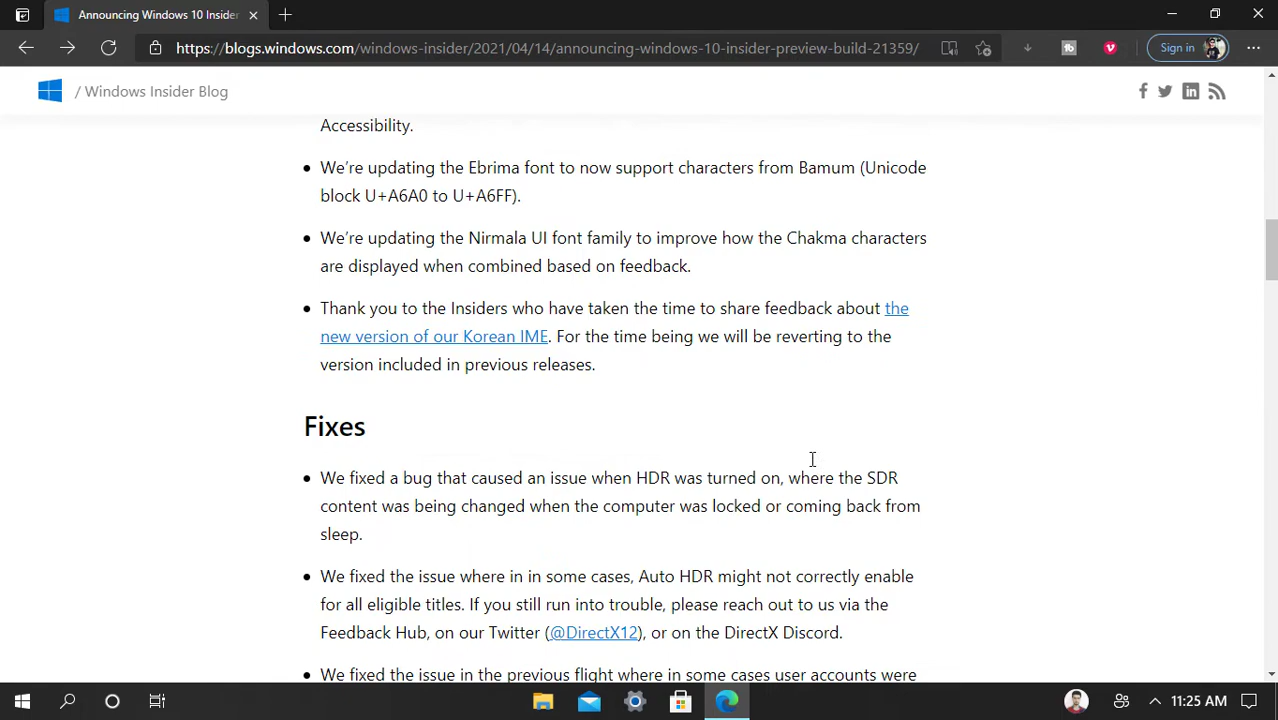 Announcing Windows 10 Insider
https://blogs.windows.com/windows-insider/2021/04/14/announcing-windows-10-insider-preview-build-21359/
Sign in
/ Windows Insider Blog
Accessibility.
We’re updating the Ebrima font to now support characters from Bamum (Unicode
block U+A6A0 to U+A6FF).
We’re updating the Nirmala UI font family to improve how the Chakma characters
are displayed when combined based on feedback.
Thank you to the Insiders who have taken the time to share feedback about the
new version of our Korean IME. For the time being we will be reverting to the
version included in previous releases.
Fixes
We fixed a bug that caused an issue when HDR was turned on, where the SDR
content was being changed when the computer was locked or coming back from
sleep.
We fixed the issue where in in some cases, Auto HDR might not correctly enable
for all eligible titles. If you still run into trouble, please reach out to us via the
Feedback Hub, on our Twitter (@DirectX12), or on the DirectX Discord.
We fixed the issue in the previous flight where in some cases user accounts were
11:25 AM